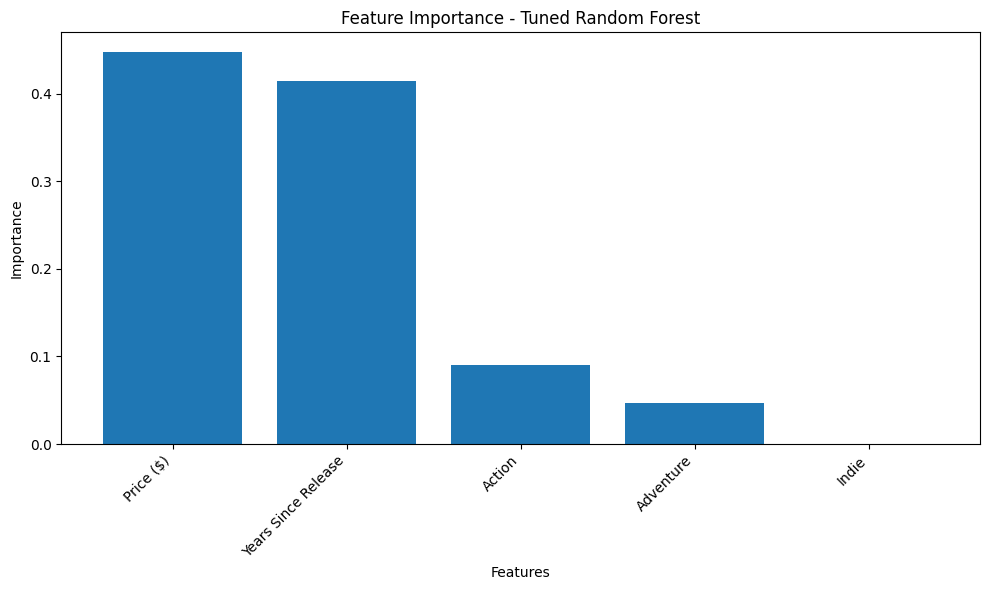 Feature Importance - Tuned Random Forest
Importance
0.4
0.3
0.2
0.1
0.0
Price ($)
Years Since Release
Action
Adventure
Indie
Features